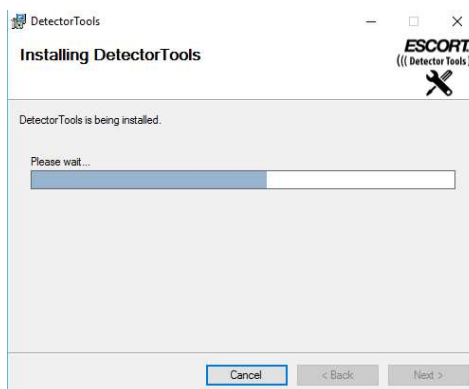 DetectorTools
Installing DetectorTools
ESCORT
((( Detector Tools )
DetectorTools is being installed.
Please wait...
Cancel
< Back
Next >